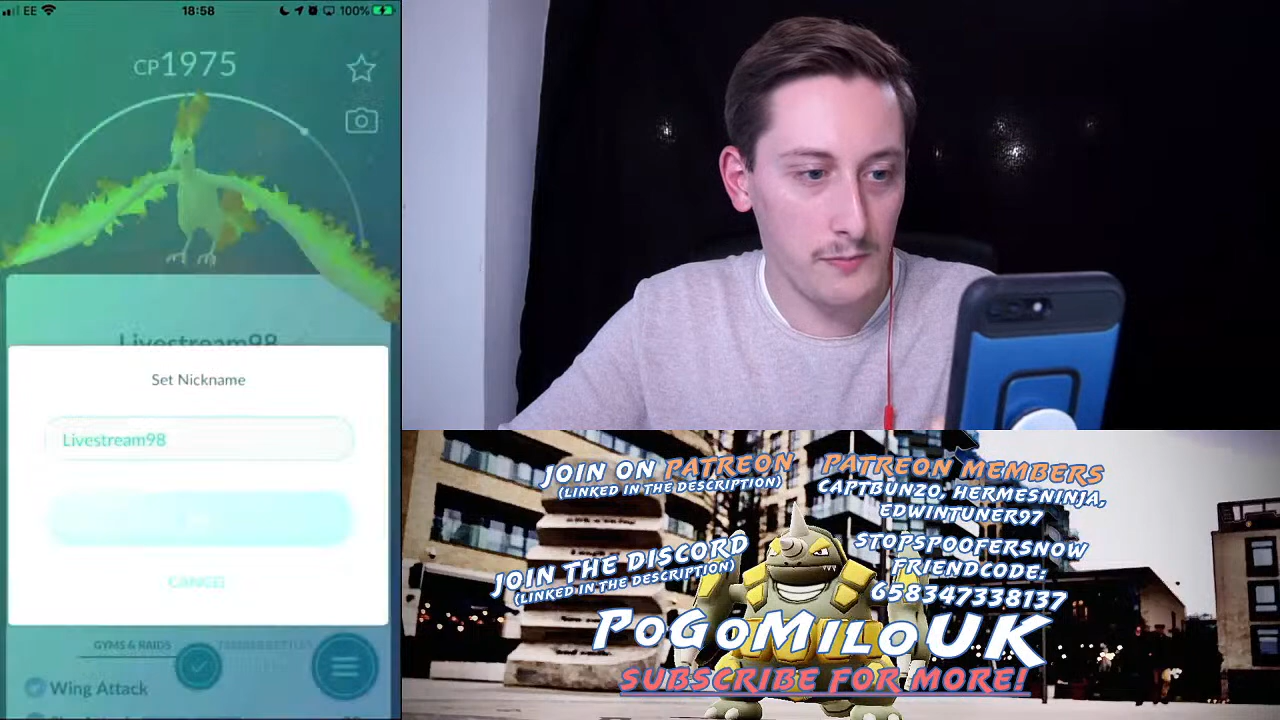 EE
18:58
100%
CP1975
Livestream98
Set Nickname
Livestream98
CANCEL
GYMS & RAIDS
Wing Attack
JOIN ON PATREON
(LINKED IN THE DESCRIPTION)
PATREON MEMBERS
CAPTBUNZO, HERMESNINJA,
EDWINTUNER97
JOIN THE DISCORD
(LINKED IN THE DESCRIPTION)
STOPSPOOFERSNOW
FRIENDCODE:
658347338137
POGOMILOUK
SUBSCRIBE FOR MORE!